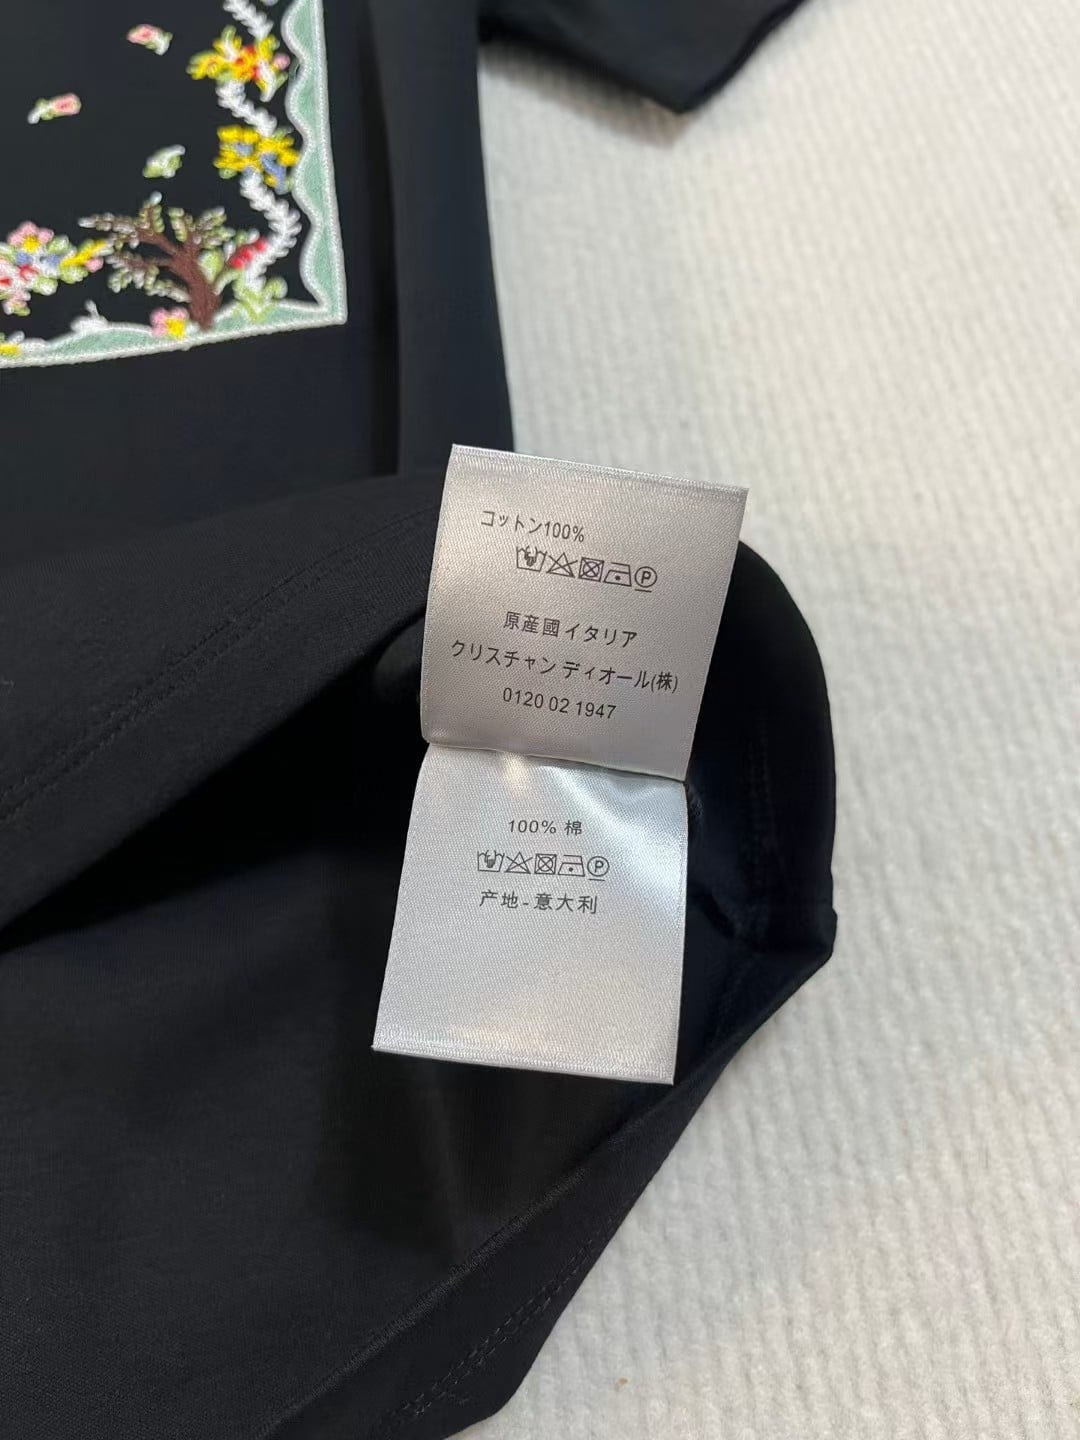 コットン100%
P
原産國イタリア
クリスチャン ディオール(株)
0120 02 1947
100% 棉
P
产地-意大利